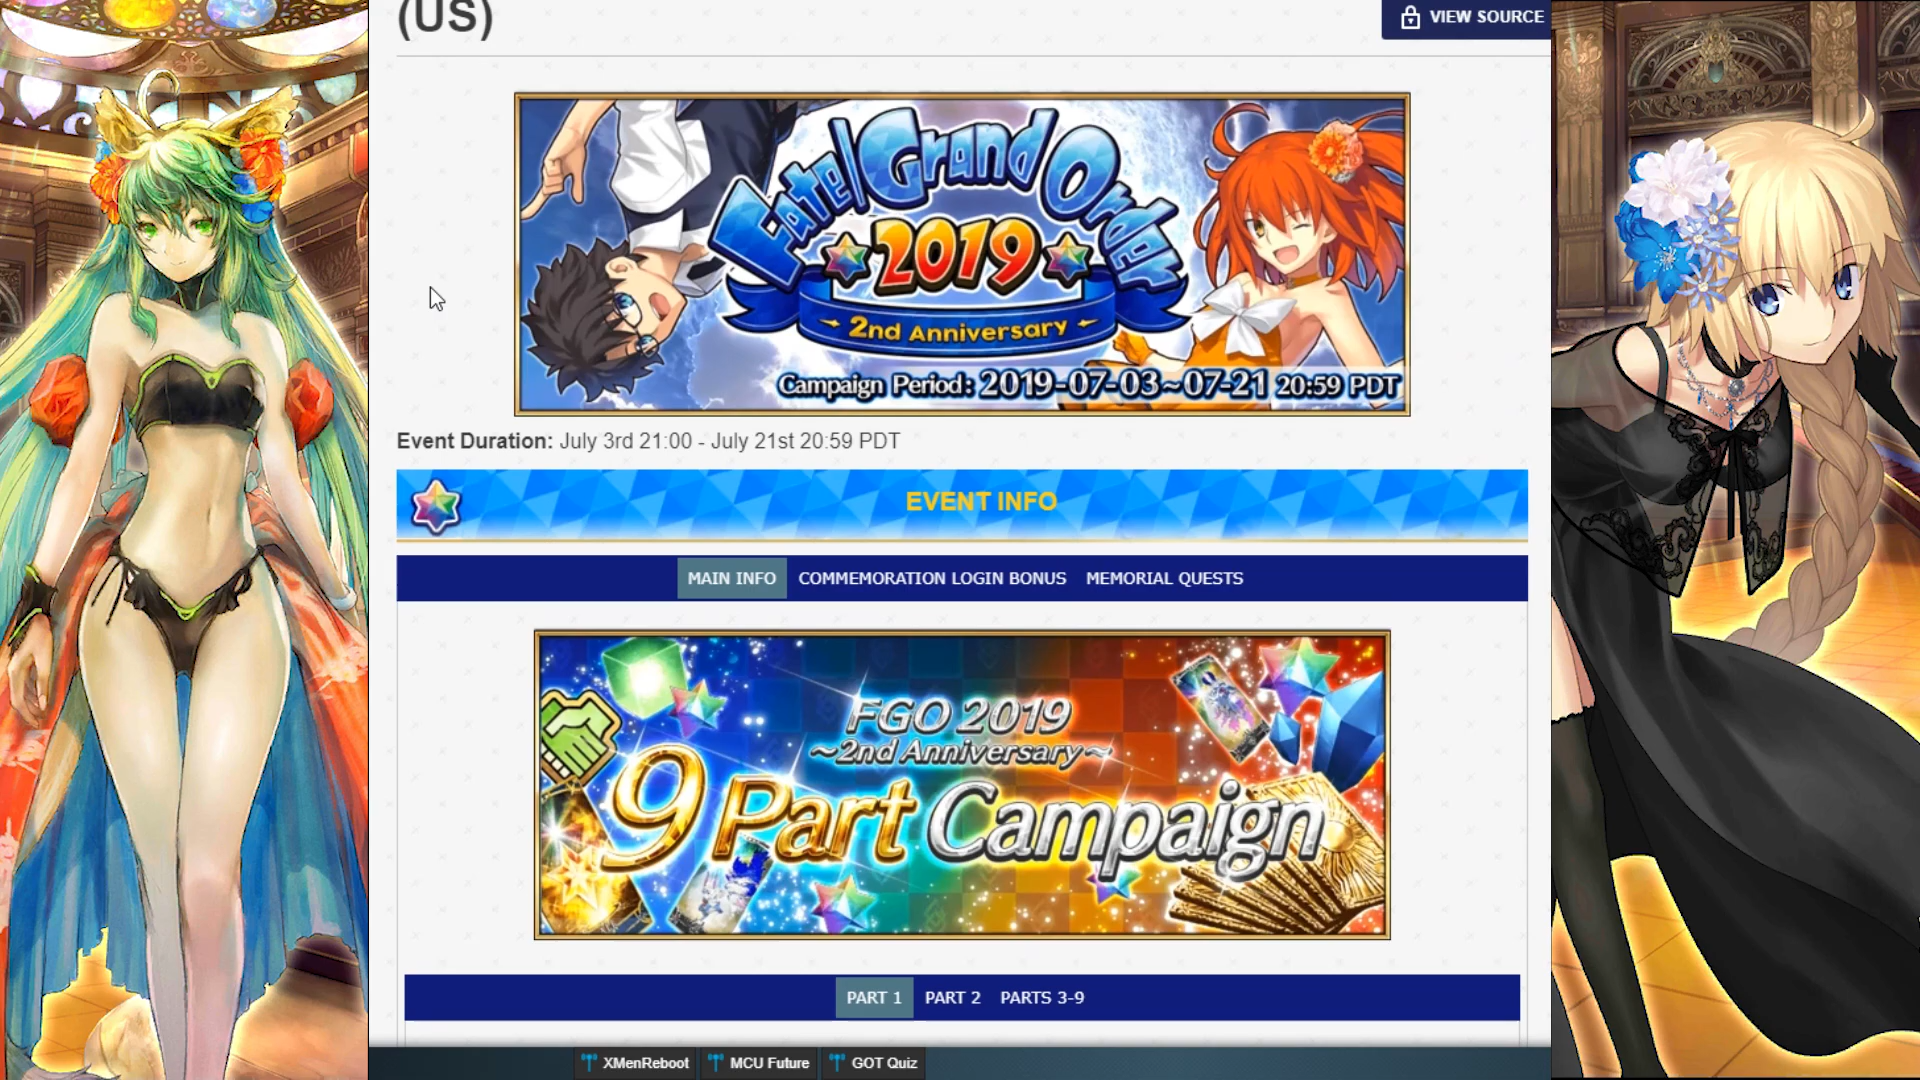 (US)
VIEW SOURCE
Fate/Grand Order
2019
2nd Anniversary
Campaign Period: 2019-07-03~07-21 20:59 PDT
Event Duration: July 3rd 21:00 - July 21st 20:59 PDT
EVENT INFO
MAIN INFO COMMEMORATION LOGIN BONUS MEMORIAL QUESTS
FGO 2019
~2nd Anniversary~
9 Part Campaign
PART 1 PART 2 PARTS 3-9
XMenReboot MCU Future GOT Quiz